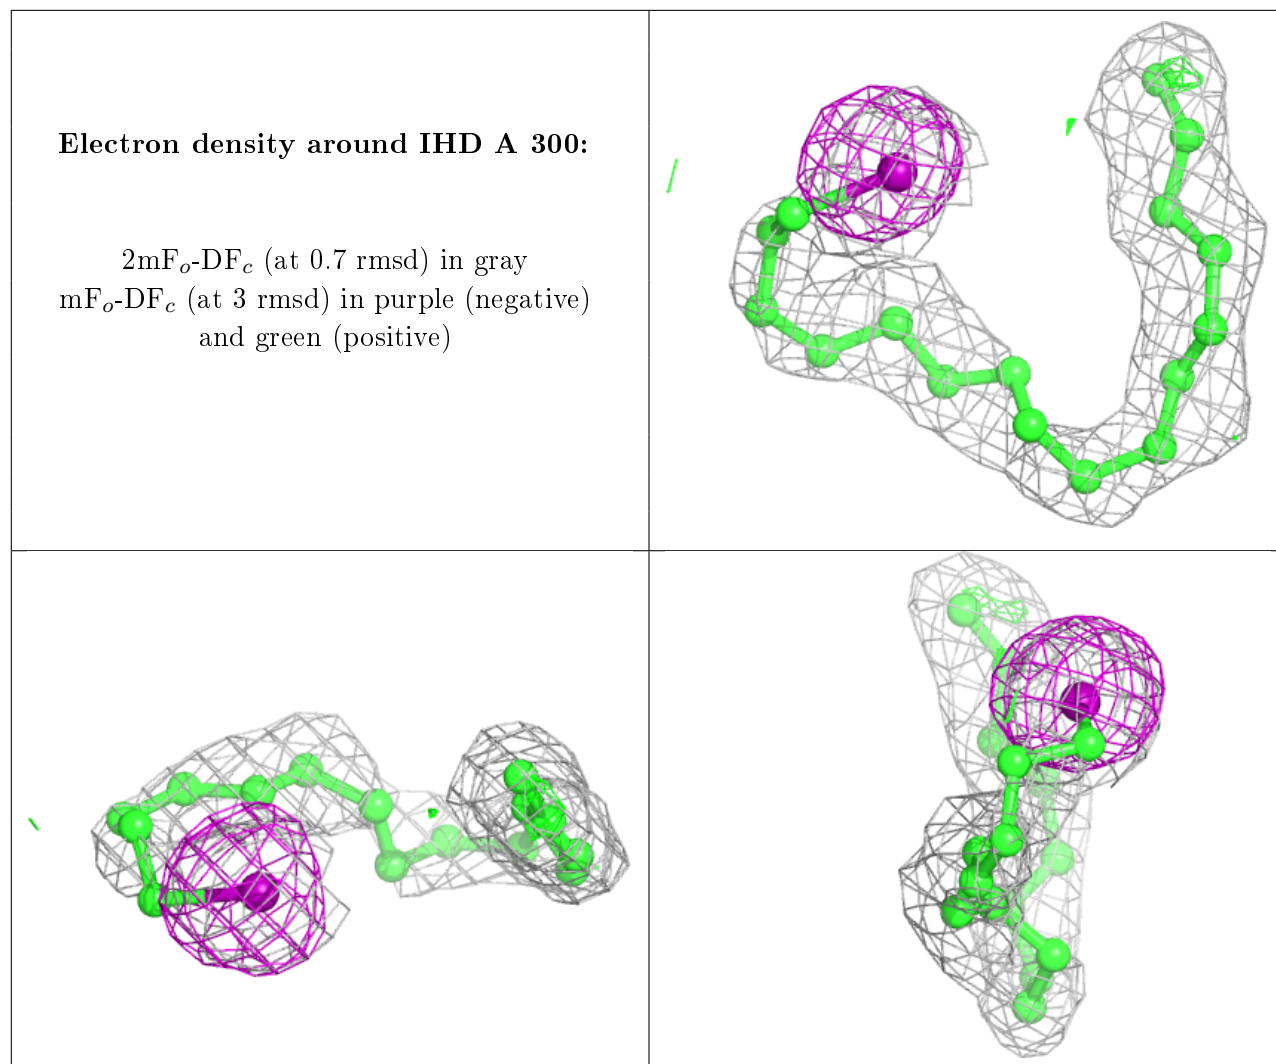 Electron density around IHD A 300:
2mFₒ-DF𝒸 (at 0.7 rmsd) in gray
mFₒ-DF𝒸 (at 3 rmsd) in purple (negative)
and green (positive)